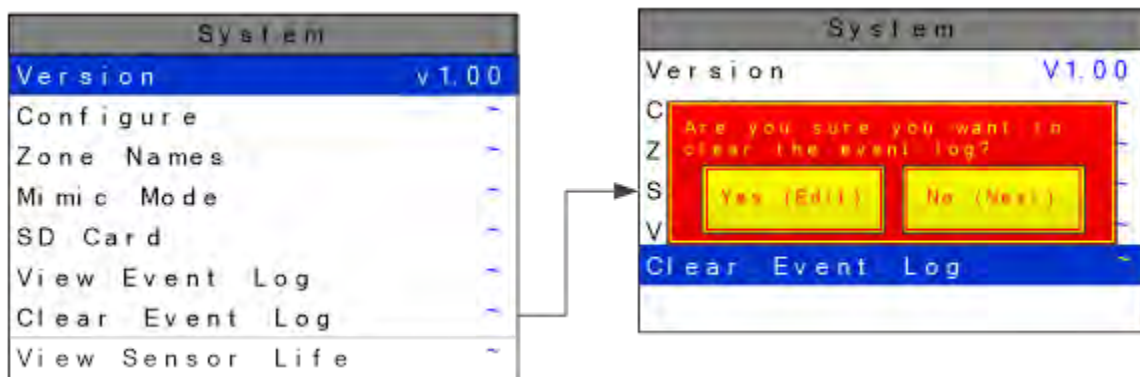 System
Version v1.00
Configure ~
Zone Names ~
Mimic Mode ~
SD Card ~
View Event Log ~
Clear Event Log ~
View Sensor Life ~
System
Version V1.00
C ~
Are you sure you want to
Z clear the event log? ~
S Yes (Edit) No (Next) ~
V ~
Clear Event Log ~